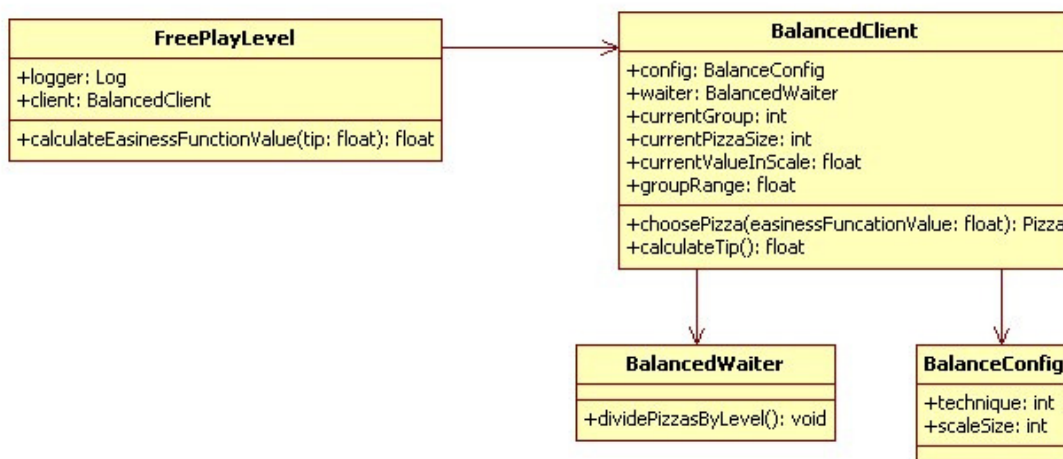 FreePlayLevel
+logger: Log
+client: BalancedClient
+calculateEasinessFunctionValue(tip: float): float
BalancedClient
+config: BalanceConfig
+waiter: BalancedWaiter
+currentGroup: int
+currentPizzaSize: int
+currentValueInScale: float
+groupRange: float
+choosePizza(easinessFuncationValue: float): Pizza
+calculateTip(): float
BalancedWaiter
+dividePizzasByLevel(): void
BalanceConfig
+technique: int
+scaleSize: int